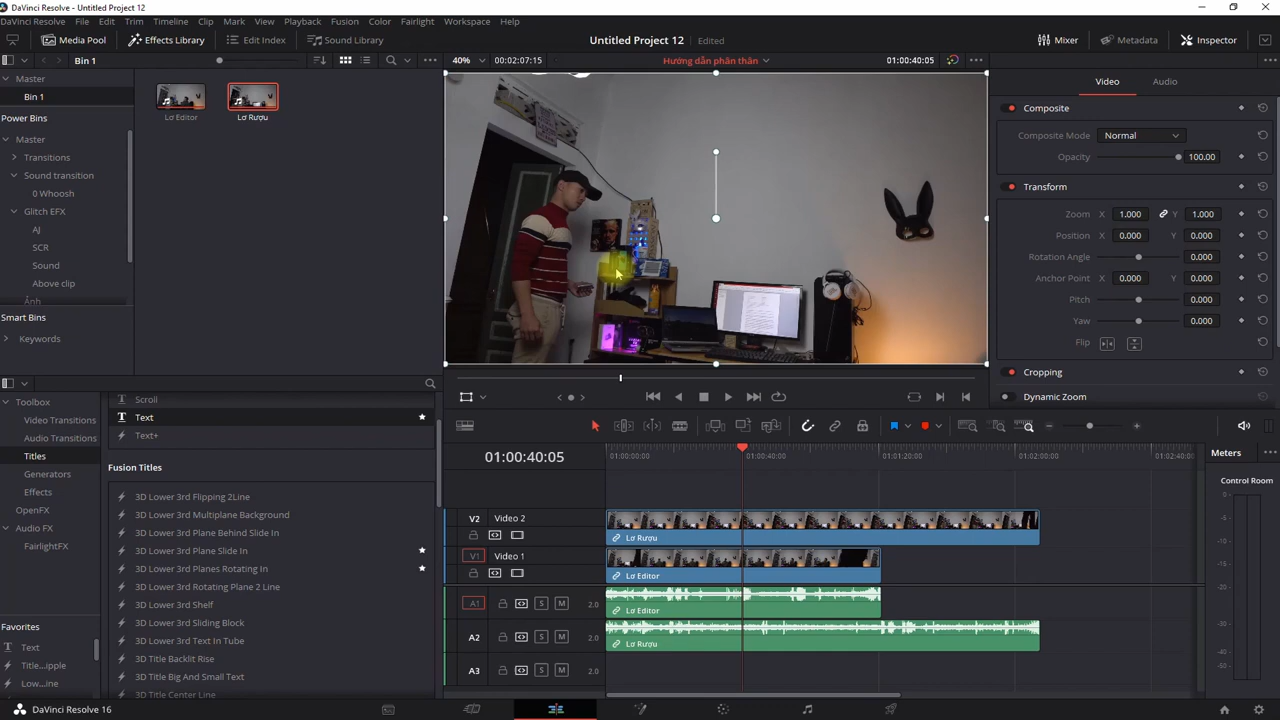 DaVinci Resolve - Untitled Project 12
DaVinci Resolve File Edit Trim Timeline Clip Mark View Playback Fusion Color Fairlight Workspace Help
Media Pool Effects Library Edit Index Sound Library Untitled Project 12 Edited Mixer Metadata Inspector
Bin 1 40% 00:02:07:15 Hướng dẫn phân thân 01:00:40:05
Master
Bin 1
Power Bins
Master
Transitions
Sound transition
0 Whoosh
Glitch EFX
AJ
SCR
Sound
Above clip
Ảnh
Smart Bins
Keywords
Lơ Editor Lơ Rượu
Video Audio
Composite
Composite Mode Normal
Opacity 100.00
Transform
Zoom X 1.000 Y 1.000
Position X 0.000 Y 0.000
Rotation Angle 0.000
Anchor Point X 0.000 Y 0.000
Pitch 0.000
Yaw 0.000
Flip
Cropping
Dynamic Zoom
Toolbox
Video Transitions
Audio Transitions
Titles
Generators
Effects
OpenFX
Audio FX
FairlightFX
Favorites
Text
Title...ipple
Low...ine
Scroll
Text
Text+
Fusion Titles
3D Lower 3rd Flipping 2Line
3D Lower 3rd Multiplane Background
3D Lower 3rd Plane Behind Slide In
3D Lower 3rd Plane Slide In
3D Lower 3rd Planes Rotating In
3D Lower 3rd Rotating Plane 2 Line
3D Lower 3rd Shelf
3D Lower 3rd Sliding Block
3D Lower 3rd Text In Tube
3D Title Backlit Rise
3D Title Big And Small Text
3D Title Center Line
01:00:40:05 01:00:00:00 01:00:40:00 01:01:20:00 01:02:00:00 01:02:40:00
V2 Video 2
Lơ Rượu
V1 Video 1
Lơ Editor
A1 S M 2.0
Lơ Editor
A2 S M 2.0
Lơ Rượu
A3 S M 2.0
Meters
Control Room
0
-5
-10
-15
-20
-30
-40
-50
DaVinci Resolve 16